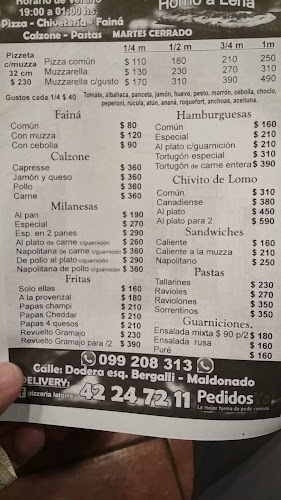 Horario de Verano
19:00 a 01:00 hs.
Horno a Leña
Pizza - Chivitería - Fainá
Calzone - Pastas MARTES CERRADO
1/4 m 1/2 m 3/4 m 1m
Pizzeta c/muzza 32 cm $ 230
Pizza común $ 110 160 210 250
Muzzarella $ 130 230 270 310
Muzzarella c/gusto $ 170 310 390 490
Gustos cada 1/4 $ 40 Tomate, albahaca, panceta, jamón, huevo, pesto, morrón, cebolla, choclo,
peperoni, rúcula, atún, ananá, roquefort, anchoas, aceituna.
Fainá
Común $ 80
Con muzza $ 120
Con cebolla $ 90
Calzone
Capresse $ 360
Jamón y queso $ 360
Pollo $ 360
Carne $ 360
Milanesas
Al pan $ 190
Especial $ 270
Esp. en 2 panes $ 290
Al plato de carne c/guarnición $ 260
Napolitana de carne c/guarnición $ 360
De pollo al plato c/guarnición $ 290
Napolitana de pollo c/guarnición $ 360
Fritas
Solo ellas $ 160
A la provenzal $ 180
Papas champi $ 210
Papas Cheddar $ 210
Papas 4 quesos $ 210
Revuelto Gramajo $ 230
Revuelto Gramajo para /2 $ 390
Hamburguesas
Común $ 160
Especial $ 210
Al plato c/guarnición $ 230
Tortugón especial $ 310
Tortugón de carne entera $ 390
Chivito de Lomo
Común $ 310
Canadiense $ 380
Al plato $ 450
Al plato para 2 $ 590
Sandwiches
Caliente $ 160
Caliente a la muzza $ 210
Napolitano $ 250
Pastas
Tallarines $ 230
Ravioles $ 270
Raviolones $ 350
Sorrentinos $ 350
Guarniciones
Ensalada mixta $ 90 p/2 $ 180
Ensalada rusa $ 160
Puré $ 160
099 208 313
Calle: Dodera esq. Bergalli - Maldonado
DELIVERY: 42 24 72 11 Pedidos
pizzeria latorre
La mejor forma de pedir comida